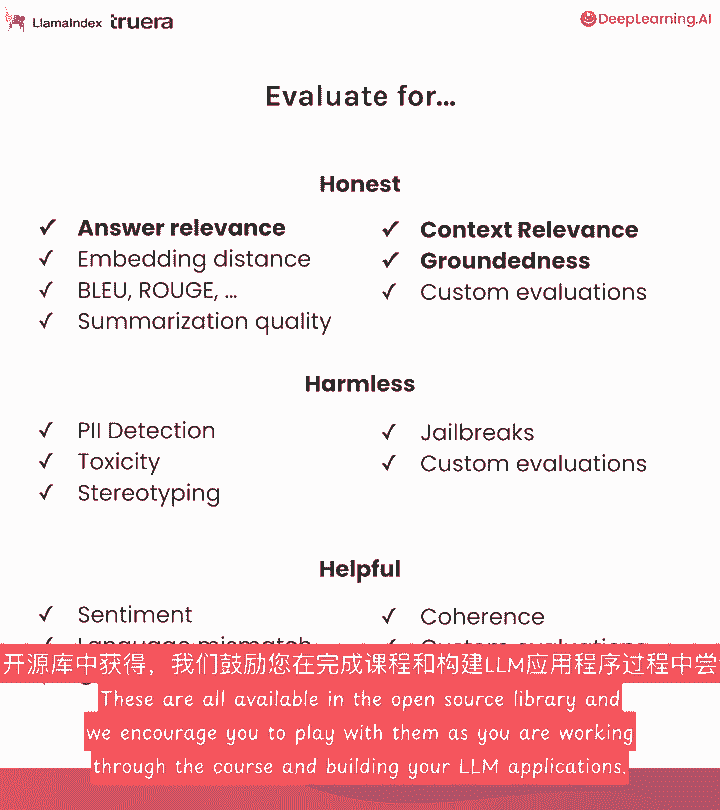 LlamaIndex truera
DeepLearning.AI
Evaluate for...
Honest
✓ Answer relevance
✓ Embedding distance
✓ BLEU, ROUGE, ...
✓ Summarization quality
✓ Context Relevance
✓ Groundedness
✓ Custom evaluations
Harmless
✓ PII Detection
✓ Toxicity
✓ Stereotyping
✓ Jailbreaks
✓ Custom evaluations
Helpful
✓ Sentiment
✓ Language mismatch
✓ Coherence
✓ Custom evaluations
开源库中获得，我们鼓励您在完成课程和构建LLM应用程序过程中尝
These are all available in the open source library and
we encourage you to play with them as you are working
through the course and building your LLM applications.